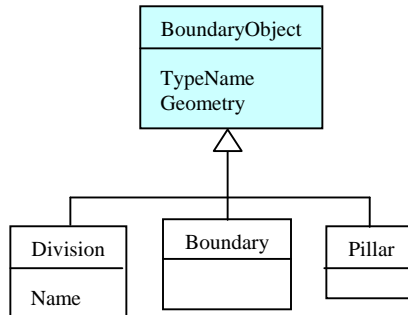 BoundaryObject
TypeName
Geometry
Division
Name
Boundary
Pillar